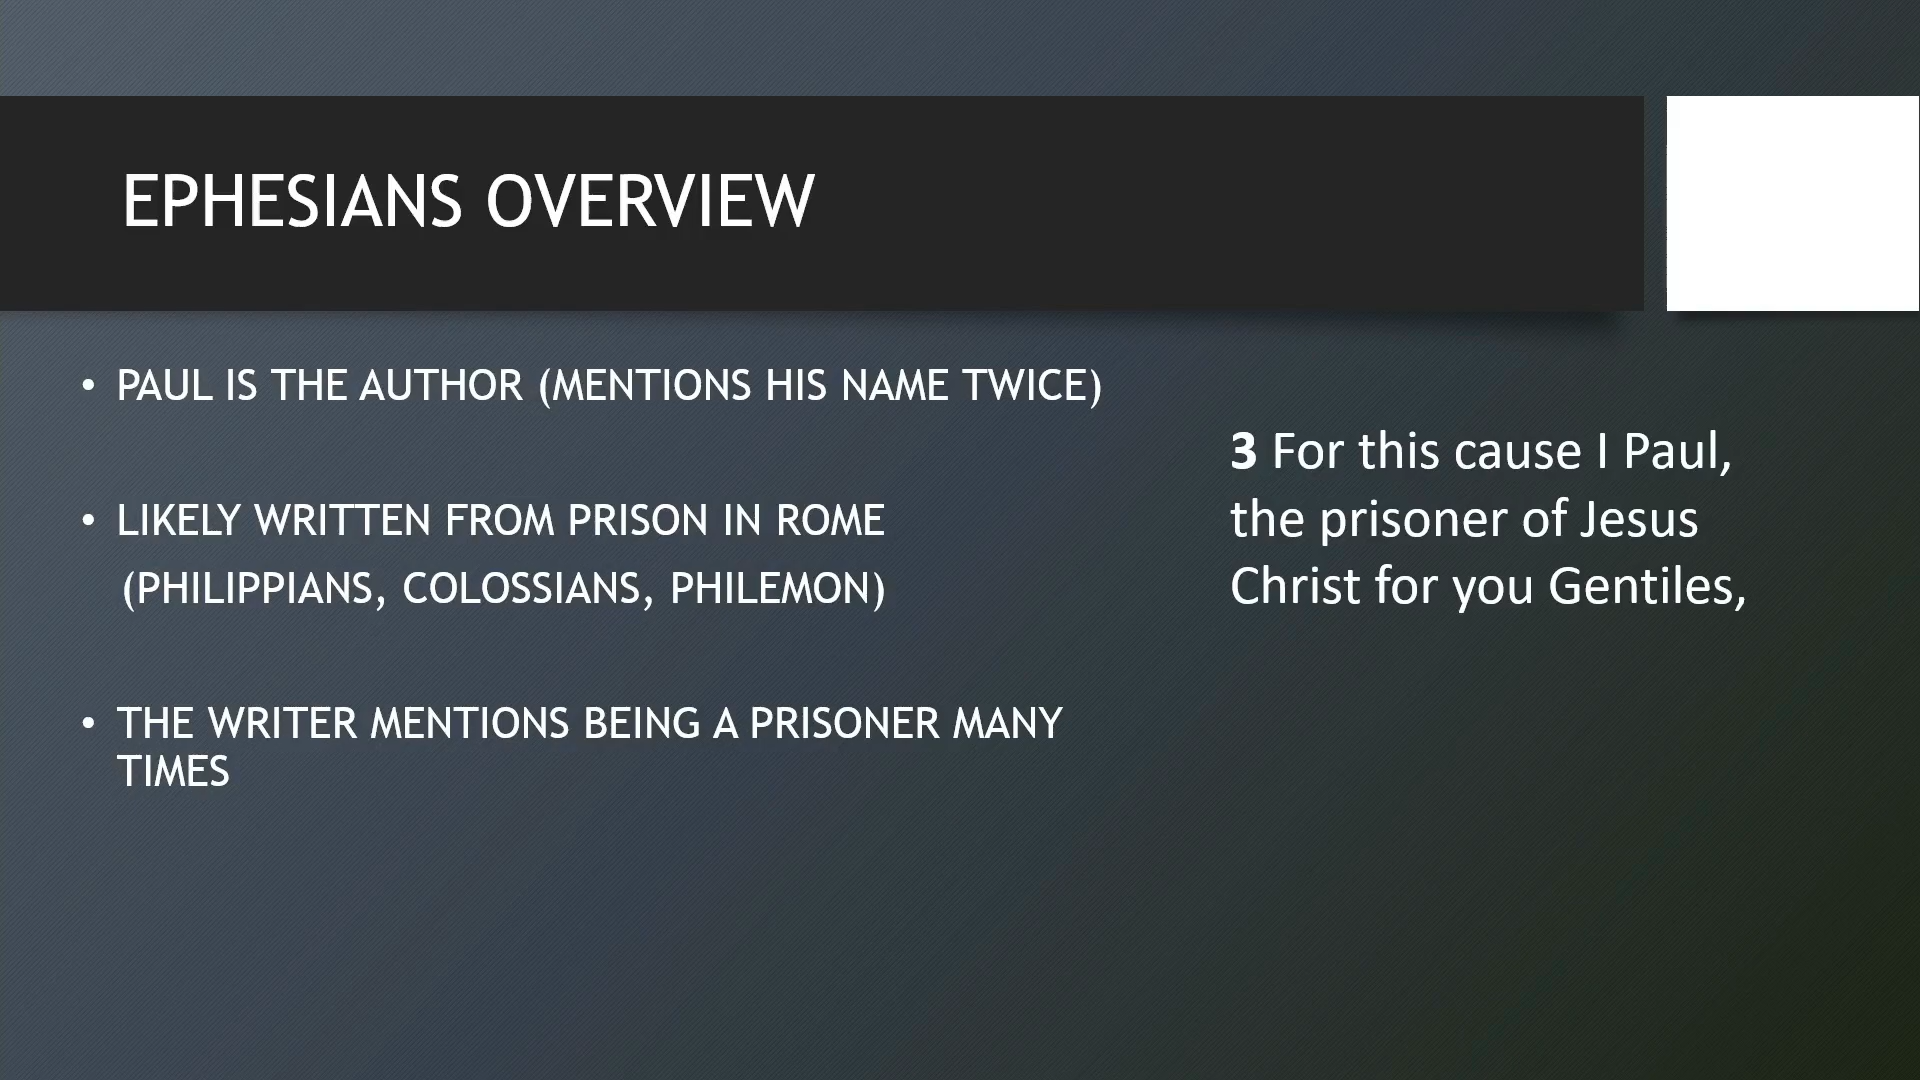 EPHESIANS OVERVIEW
• PAUL IS THE AUTHOR (MENTIONS HIS NAME TWICE)
• LIKELY WRITTEN FROM PRISON IN ROME
(PHILIPPIANS, COLOSSIANS, PHILEMON)
• THE WRITER MENTIONS BEING A PRISONER MANY
TIMES
3 For this cause I Paul,
the prisoner of Jesus
Christ for you Gentiles,